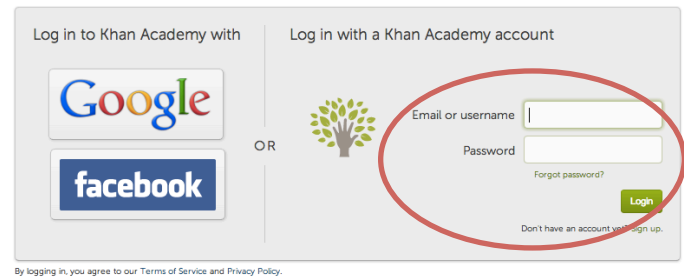 Log in to Khan Academy with
Google
facebook
OR
Log in with a Khan Academy account
Email or username
Password
Forgot password?
Login
Don't have an account yet? Sign up.
By logging in, you agree to our Terms of Service and Privacy Policy.